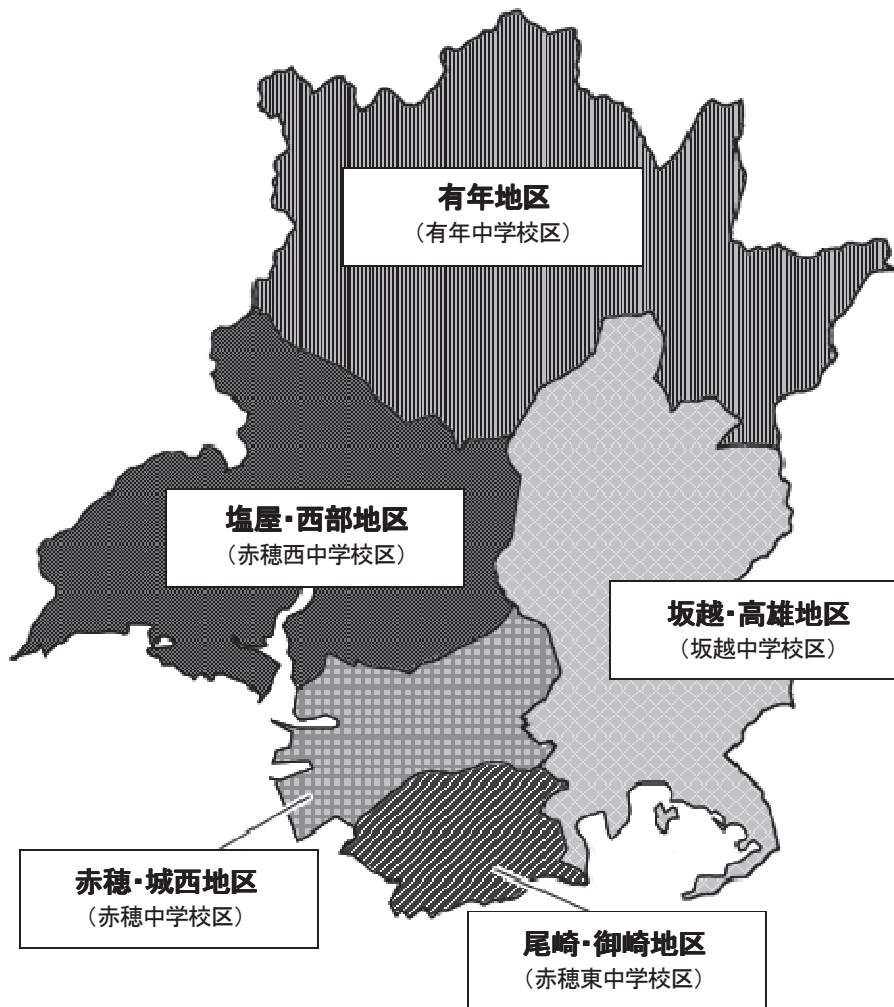 有年地区
（有年中学校区）
塩屋・西部地区
（赤穂西中学校区）
坂越・高雄地区
（坂越中学校区）
赤穂・城西地区
（赤穂中学校区）
尾崎・御崎地区
（赤穂東中学校区）